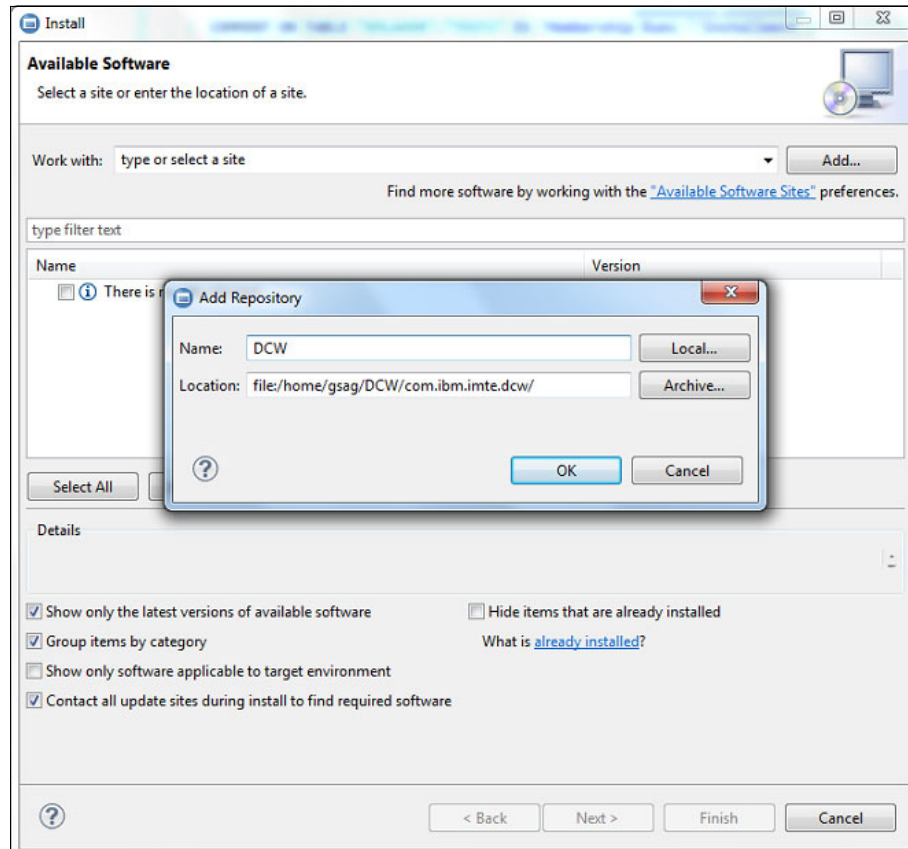 Install
Available Software
Select a site or enter the location of a site.
Work with: type or select a site Add...
Find more software by working with the "Available Software Sites" preferences.
type filter text
Name Version
There is
Add Repository
Name: DCW Local...
Location: file:/home/gsag/DCW/com.ibm.imte.dcw/ Archive...
OK Cancel
Select All
Details
Show only the latest versions of available software Hide items that are already installed
Group items by category What is already installed?
Show only software applicable to target environment
Contact all update sites during install to find required software
< Back Next > Finish Cancel